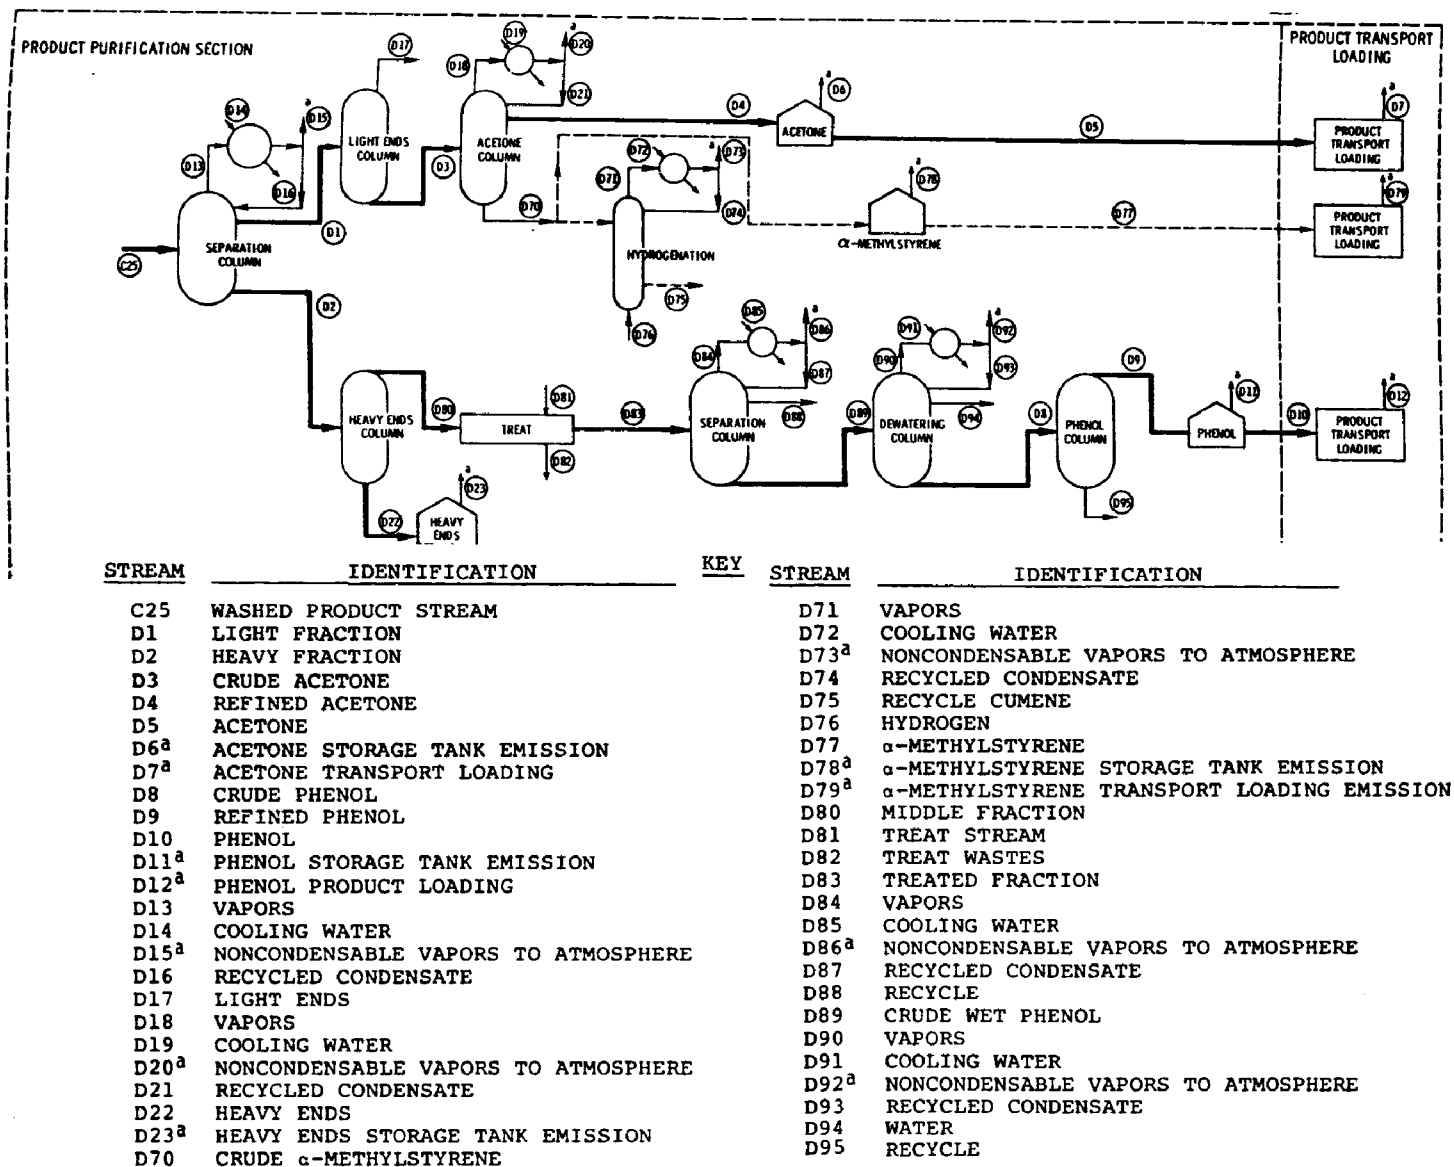 PRODUCT PURIFICATION SECTION
PRODUCT TRANSPORT
LOADING
D17
D19
a
D20
D18
D21
D14
a
D15
D13
D16
LIGHT ENDS
COLUMN
D3
ACETONE
COLUMN
D4
a
D6
ACETONE
D5
a
D7
PRODUCT
TRANSPORT
LOADING
D72
a
D73
D71
D74
D70
a
D78
D77
a
D79
PRODUCT
TRANSPORT
LOADING
α-METHYLSTYRENE
C25
SEPARATION
COLUMN
D1
D2
HYDROGENATION
D75
D76
D85
a
D86
D84
D87
D88
D91
a
D92
D90
D93
D94
HEAVY ENDS
COLUMN
D80
D81
TREAT
D82
D83
SEPARATION
COLUMN
D89
DEWATERING
COLUMN
D8
PHENOL
COLUMN
D9
a
D11
PHENOL
D10
a
D12
PRODUCT
TRANSPORT
LOADING
D95
D22
a
D23
HEAVY
ENDS
KEY
STREAM IDENTIFICATION
C25 WASHED PRODUCT STREAM
D1 LIGHT FRACTION
D2 HEAVY FRACTION
D3 CRUDE ACETONE
D4 REFINED ACETONE
D5 ACETONE
D6a ACETONE STORAGE TANK EMISSION
D7a ACETONE TRANSPORT LOADING
D8 CRUDE PHENOL
D9 REFINED PHENOL
D10 PHENOL
D11a PHENOL STORAGE TANK EMISSION
D12a PHENOL PRODUCT LOADING
D13 VAPORS
D14 COOLING WATER
D15a NONCONDENSABLE VAPORS TO ATMOSPHERE
D16 RECYCLED CONDENSATE
D17 LIGHT ENDS
D18 VAPORS
D19 COOLING WATER
D20a NONCONDENSABLE VAPORS TO ATMOSPHERE
D21 RECYCLED CONDENSATE
D22 HEAVY ENDS
D23a HEAVY ENDS STORAGE TANK EMISSION
D70 CRUDE α-METHYLSTYRENE
STREAM IDENTIFICATION
D71 VAPORS
D72 COOLING WATER
D73a NONCONDENSABLE VAPORS TO ATMOSPHERE
D74 RECYCLED CONDENSATE
D75 RECYCLE CUMENE
D76 HYDROGEN
D77 α-METHYLSTYRENE
D78a α-METHYLSTYRENE STORAGE TANK EMISSION
D79a α-METHYLSTYRENE TRANSPORT LOADING EMISSION
D80 MIDDLE FRACTION
D81 TREAT STREAM
D82 TREAT WASTES
D83 TREATED FRACTION
D84 VAPORS
D85 COOLING WATER
D86a NONCONDENSABLE VAPORS TO ATMOSPHERE
D87 RECYCLED CONDENSATE
D88 RECYCLE
D89 CRUDE WET PHENOL
D90 VAPORS
D91 COOLING WATER
D92a NONCONDENSABLE VAPORS TO ATMOSPHERE
D93 RECYCLED CONDENSATE
D94 WATER
D95 RECYCLE